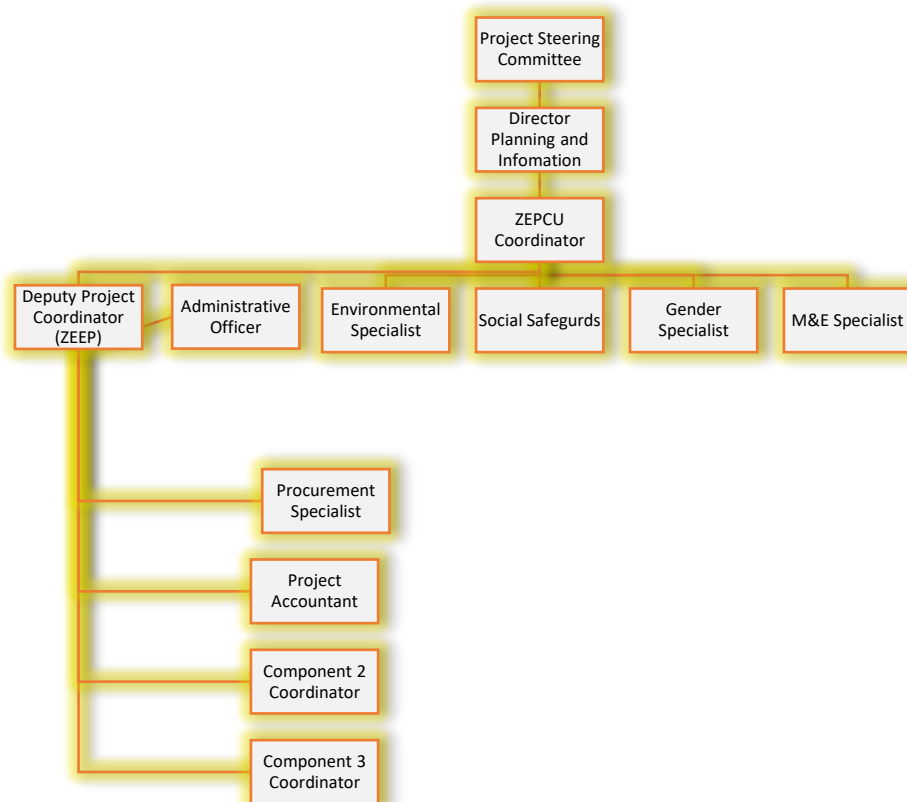 Project Steering
Committee
Director
Planning and
Infomation
ZEPCU
Coordinator
Deputy Project
Coordinator
(ZEEP)
Administrative
Officer
Environmental
Specialist
Social Safegurds
Gender
Specialist
M&E Specialist
Procurement
Specialist
Project
Accountant
Component 2
Coordinator
Component 3
Coordinator